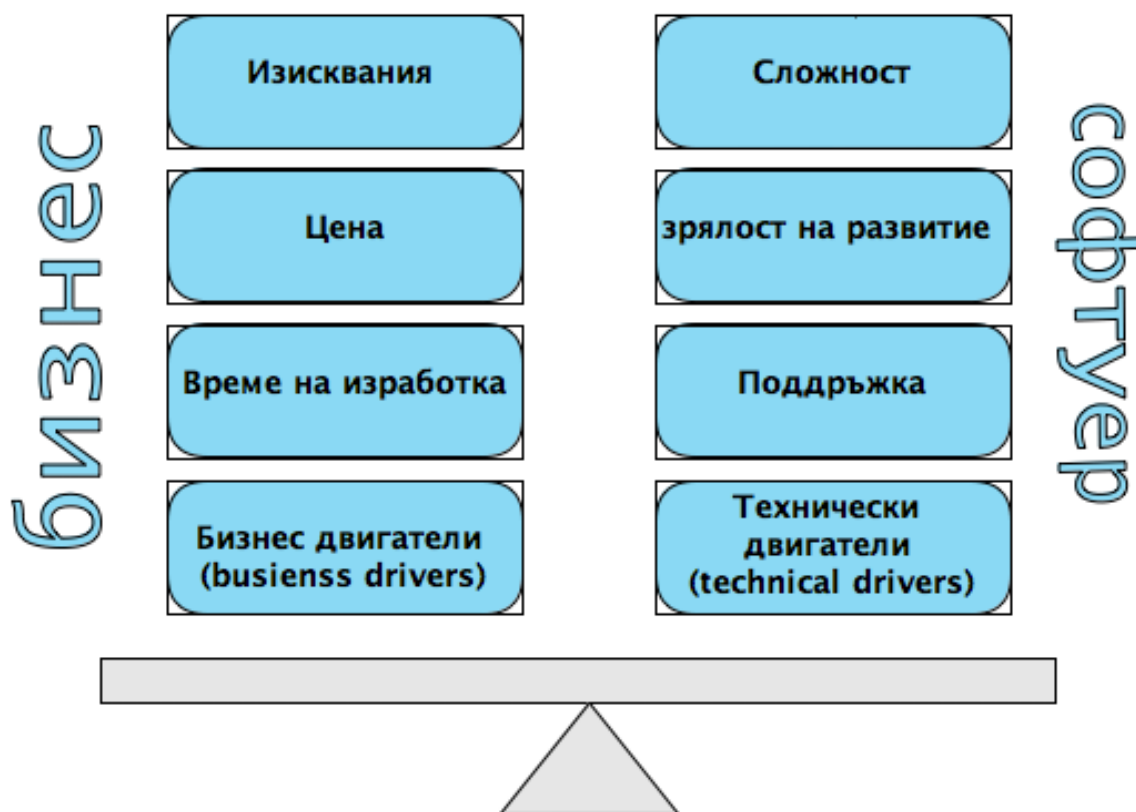 бизнес
Изисквания
Цена
Време на изработка
Бизнес двигатели
(busienss drivers)
Сложност
зрялост на развитие
Поддръжка
Технически
двигатели
(technical drivers)
софтуер